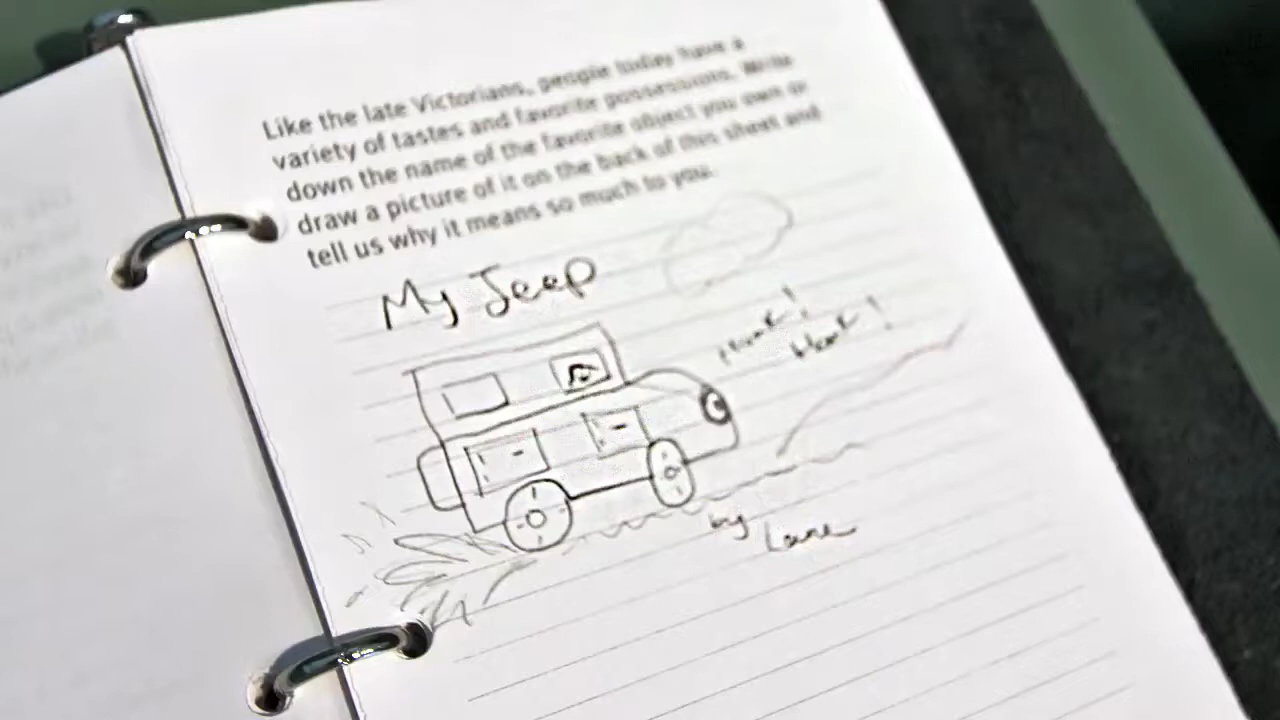 Like the late Victorians, people today have a
variety of tastes and favorite possessions. Write
down the name of the favorite object you own or
draw a picture of it on the back of this sheet and
tell us why it means so much to you.
My Jeep
Honk!
Honk!
by
Lane